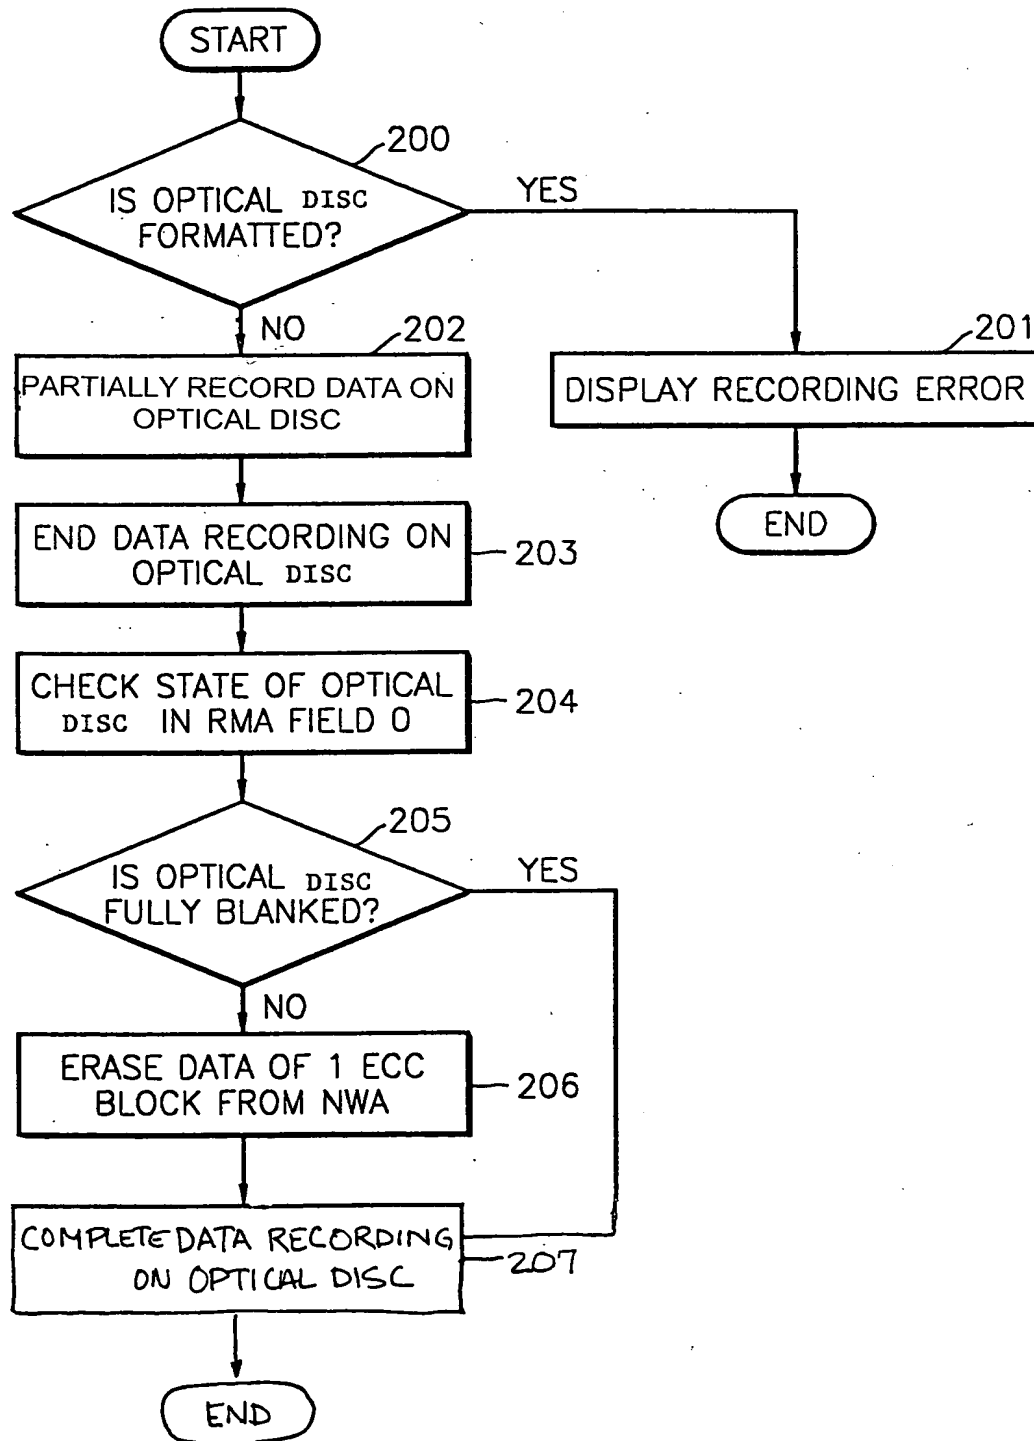 START
200
IS OPTICAL DISC
FORMATTED?
YES
NO
202
201
PARTIALLY RECORD DATA ON
OPTICAL DISC
DISPLAY RECORDING ERROR
END
END DATA RECORDING ON
OPTICAL DISC
203
CHECK STATE OF OPTICAL
DISC IN RMA FIELD 0
204
205
IS OPTICAL DISC
FULLY BLANKED?
YES
NO
ERASE DATA OF 1 ECC
BLOCK FROM NWA
206
COMPLETE DATA RECORDING
ON OPTICAL DISC
207
END